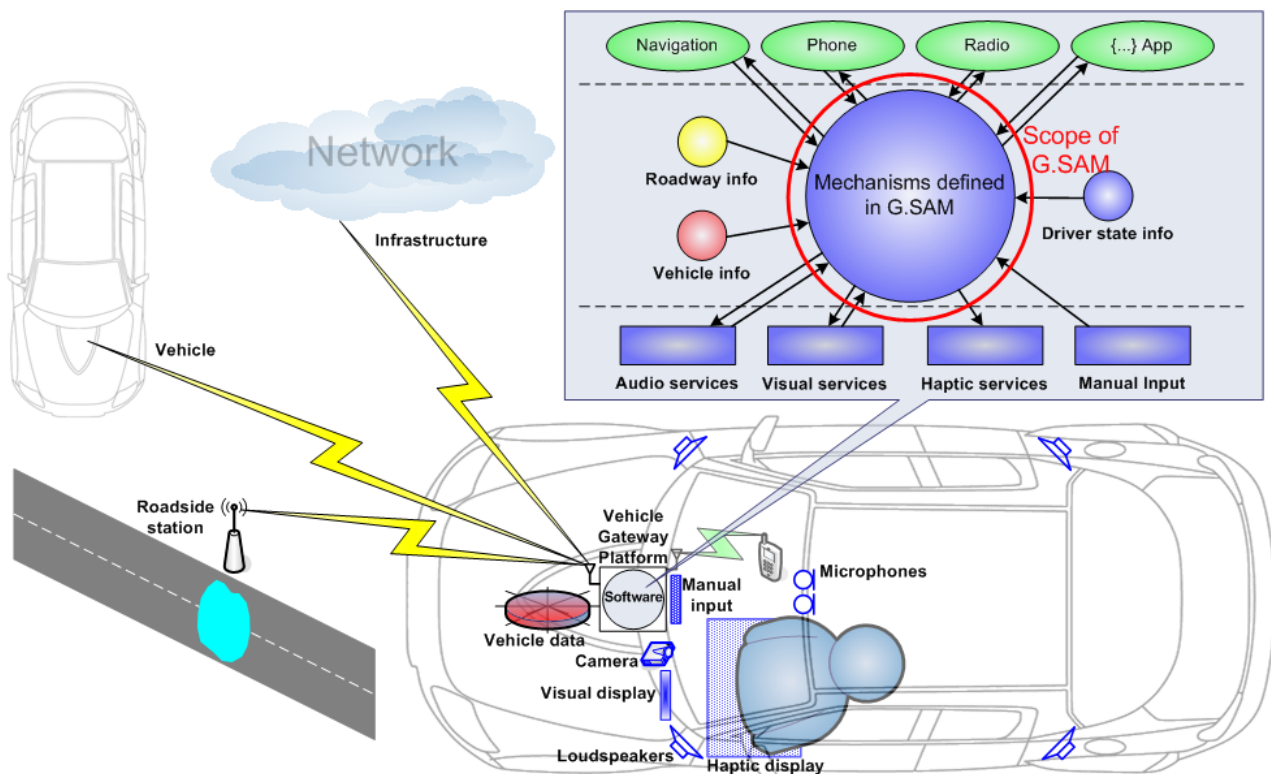 Navigation
Phone
Radio
{...} App
Network
Scope of
G.SAM
Roadway info
Mechanisms defined
in G.SAM
Driver state info
Infrastructure
Vehicle info
Vehicle
Audio services
Visual services
Haptic services
Manual Input
Roadside
station
Vehicle
Gateway
Platform
Software
Manual
input
Microphones
Vehicle data
Camera
Visual display
Loudspeakers
Haptic display